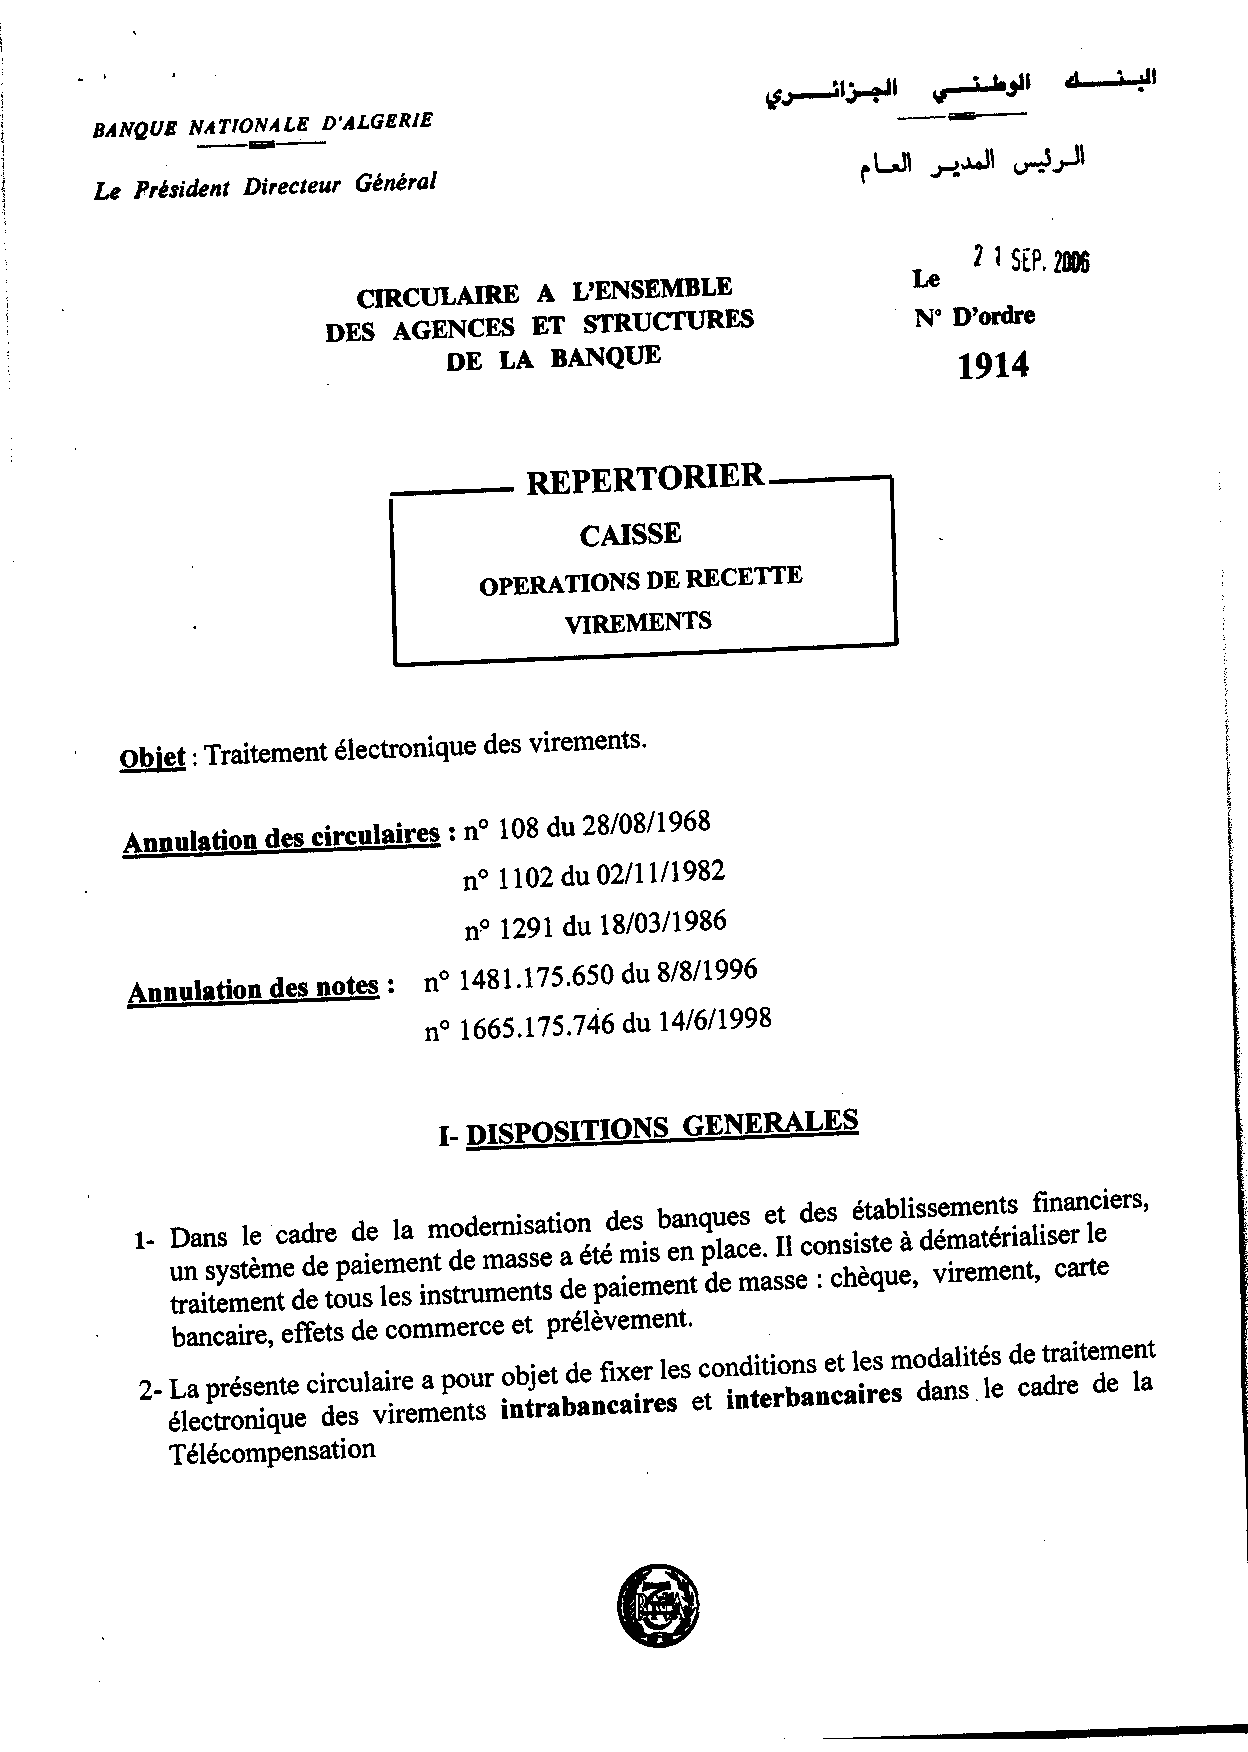 BANQUE NATIONALE D'ALGERIE
البنك الوطني الجزائري
Le Président Directeur Général
الرئيس المدير العام
Le 21 SEP. 2006
CIRCULAIRE A L'ENSEMBLE
DES AGENCES ET STRUCTURES
DE LA BANQUE
N° D'ordre
1914
REPERTORIER
CAISSE
OPERATIONS DE RECETTE
VIREMENTS
Objet : Traitement électronique des virements.
Annulation des circulaires : n° 108 du 28/08/1968
n° 1102 du 02/11/1982
n° 1291 du 18/03/1986
Annulation des notes : n° 1481.175.650 du 8/8/1996
n° 1665.175.746 du 14/6/1998
I- DISPOSITIONS GENERALES
1- Dans le cadre de la modernisation des banques et des établissements financiers,
un système de paiement de masse a été mis en place. Il consiste à dématérialiser le
traitement de tous les instruments de paiement de masse : chèque, virement, carte
bancaire, effets de commerce et prélèvement.
2- La présente circulaire a pour objet de fixer les conditions et les modalités de traitement
électronique des virements intrabancaires et interbancaires dans le cadre de la
Télécompensation